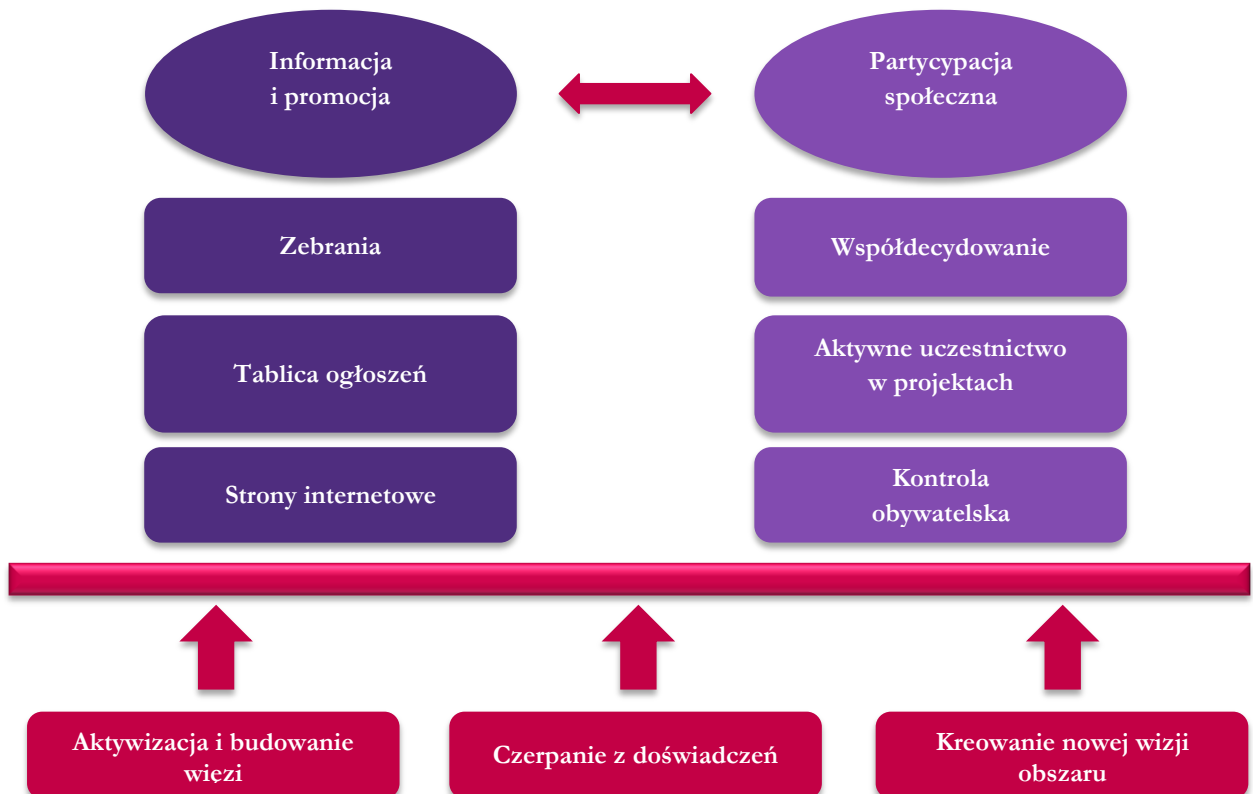 Informacja
i promocja
Partycypacja
społeczna
Zebrania
Współdecydowanie
Tablica ogłoszeń
Aktywne uczestnictwo
w projektach
Strony internetowe
Kontrola
obywatelska
Aktywizacja i budowanie
więzi
Czerpanie z doświadczeń
Kreowanie nowej wizji
obszaru